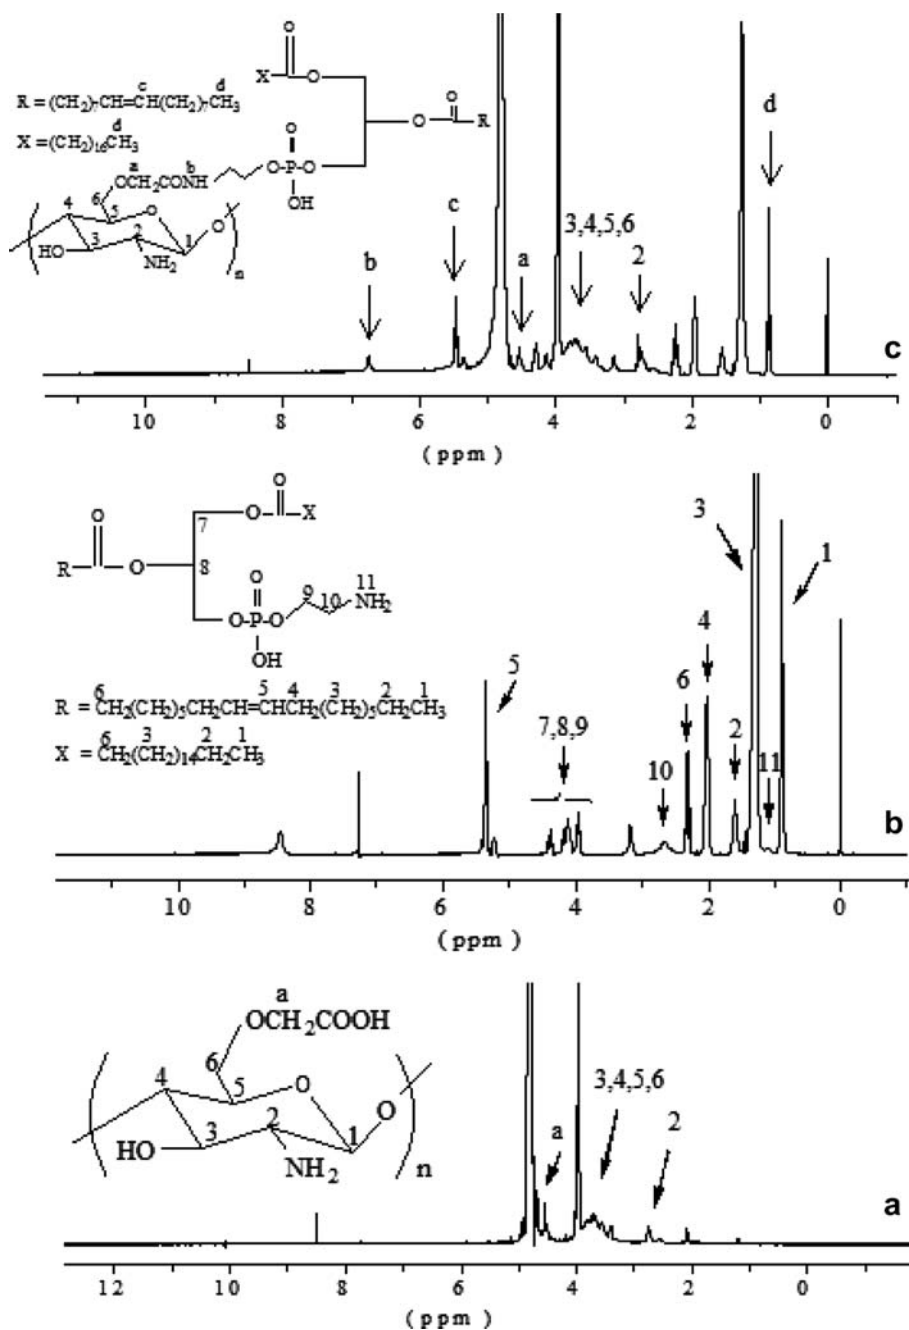 O
X O
R = (CH₂)₇CH=CH(CH₂)₇CH₃
c d
O
O R
X = (CH₂)₁₆CH₃
d
O
OCH₂CONH O P O
a b
OH
6
4 5 O
HO 3 2 1 O
NH₂ n
b
c
a
3,4,5,6
2
d
c
10 8 6 4 2 0
(ppm)
O
O X
O 7
R O 8
O 9 11
O P O 10 NH₂
OH
6 5 4 3 2 1
R = CH₂(CH₂)₅CH₂CH=CHCH₂(CH₂)₅CH₂CH₃
6 3 2 1
X = CH₂(CH₂)₁₄CH₂CH₃
5
7,8,9
10
6
4
3
2
11
1
b
10 8 6 4 2 0
(ppm)
a
OCH₂COOH
6
4 5 O
HO 3 2 1 O
NH₂ n
a
3,4,5,6
2
a
12 10 8 6 4 2 0
(ppm)